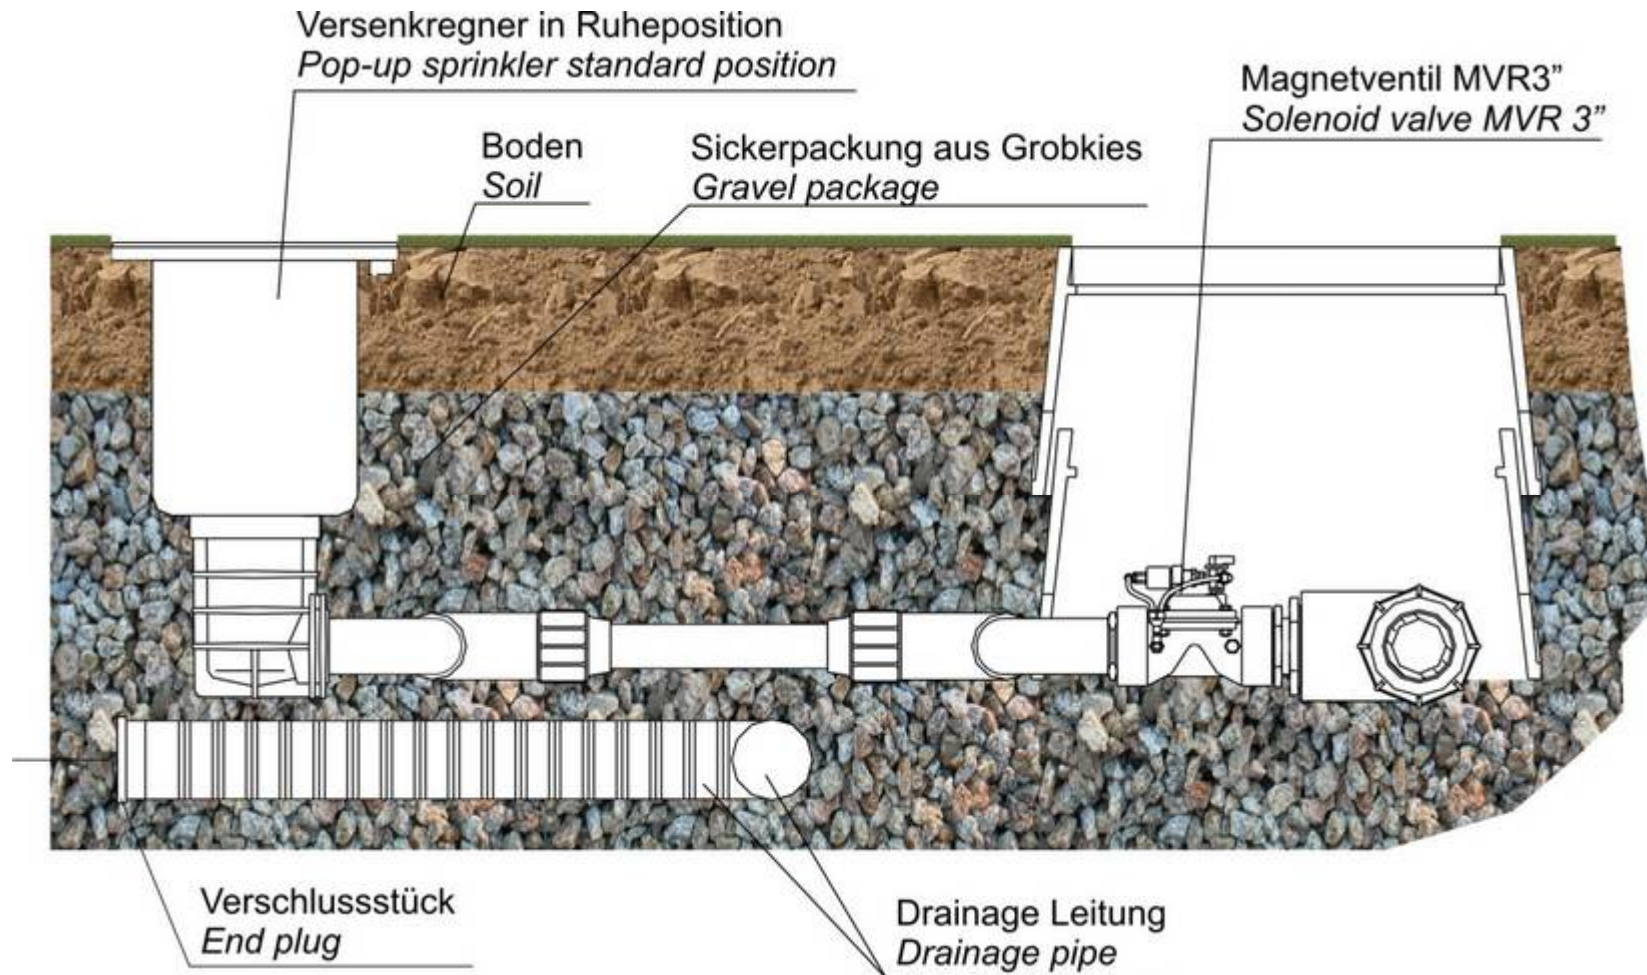 Versenkregner in Ruheposition
Pop-up sprinkler standard position
Magnetventil MVR3”
Solenoid valve MVR 3”
Boden
Soil
Sickerpackung aus Grobkies
Gravel package
Verschlussstück
End plug
Drainage Leitung
Drainage pipe